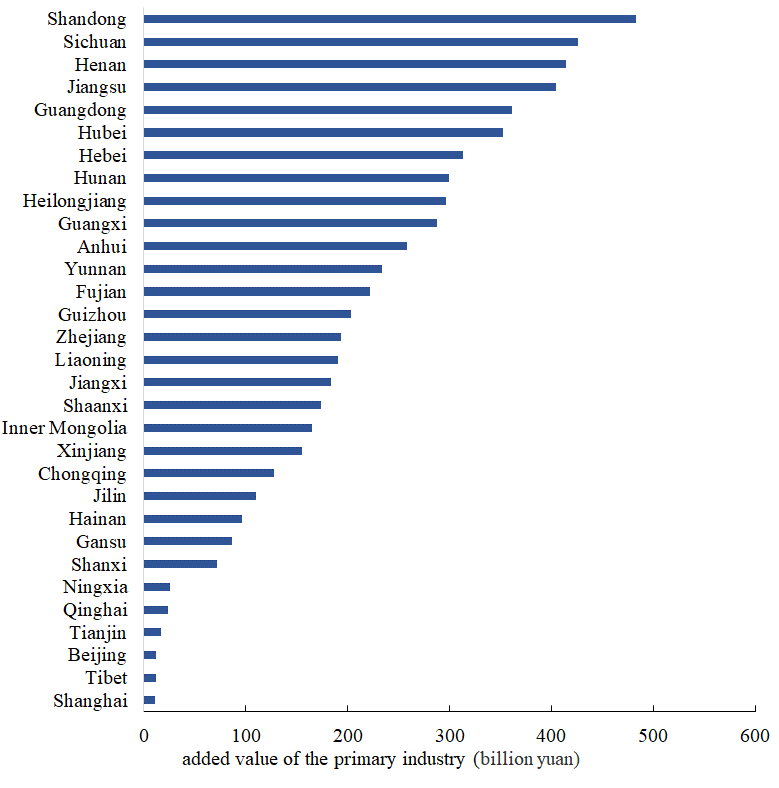 Shandong
Sichuan
Henan
Jiangsu
Guangdong
Hubei
Hebei
Hunan
Heilongjiang
Guangxi
Anhui
Yunnan
Fujian
Guizhou
Zhejiang
Liaoning
Jiangxi
Shaanxi
Inner Mongolia
Xinjiang
Chongqing
Jilin
Hainan
Gansu
Shanxi
Ningxia
Qinghai
Tianjin
Beijing
Tibet
Shanghai
0 100 200 300 400 500 600
added value of the primary industry (billion yuan)